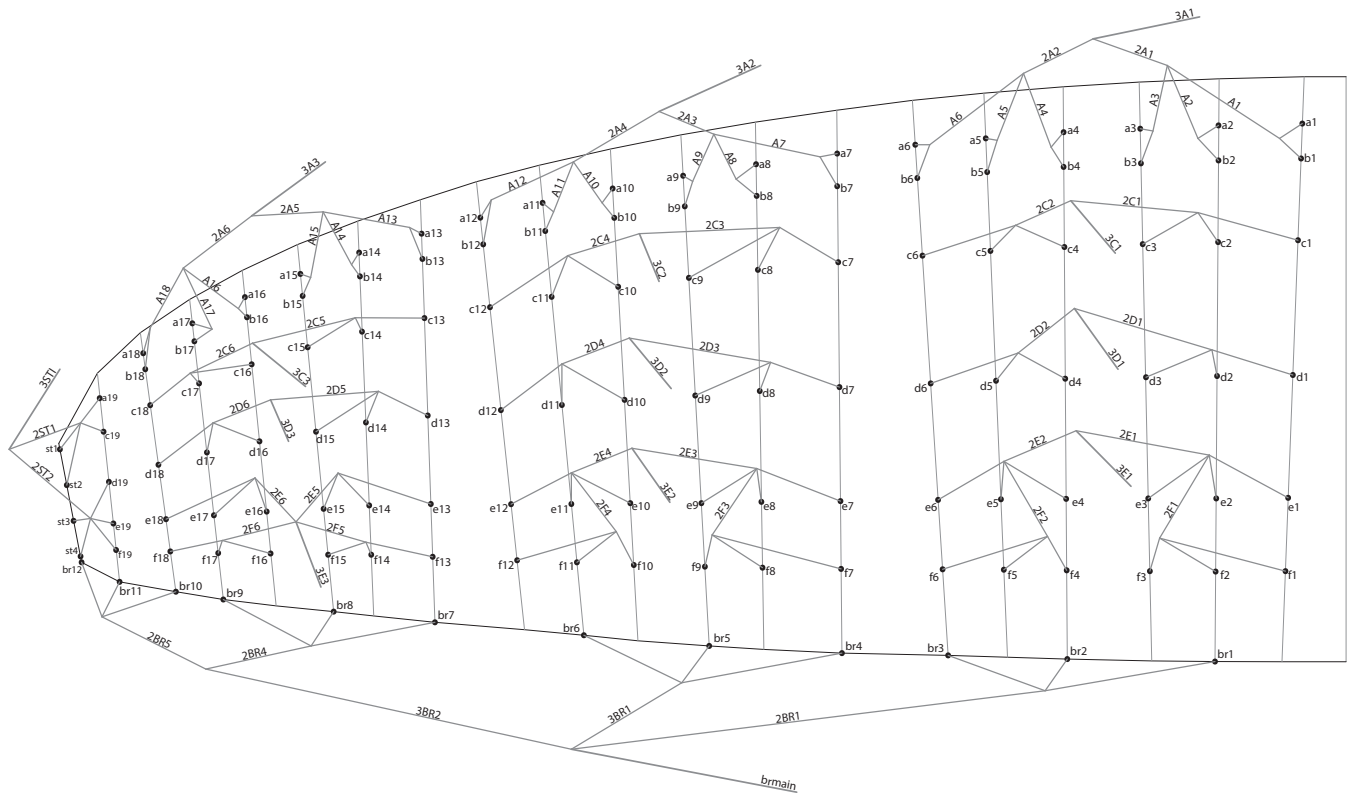 3A1
2A2
2A1
3A2
A3
A2
A1
A5
A4
A6
2A3
2A4
a1
a2
a3
a4
a5
a6
A7
a7
A8
a8
A9
a9
b1
b2
b3
b4
b5
b6
3A3
A10
a10
A11
a11
A12
a12
b7
b8
b9
b10
b11
b12
2A5
2A6
A13
a13
A14
a14
A15
a15
b13
b14
b15
2C1
2C2
3C1
c1
c2
c3
c4
c5
c6
2C3
2C4
3C2
c7
c8
c9
c10
c11
c12
A16
a16
A17
a17
A18
a18
b16
b17
b18
2C5
2C6
3C3
c13
c14
c15
c16
c17
c18
2D1
2D2
3D1
d1
d2
d3
d4
d5
d6
2D3
2D4
3D2
d7
d8
d9
d10
d11
d12
3STI
2ST1
2ST2
a19
c19
st1
st2
st3
st4
d19
e19
f19
2D5
2D6
3D3
d13
d14
d15
d16
d17
d18
2E1
2E2
3E1
e1
e2
e3
e4
e5
e6
2E3
2E4
3E2
e7
e8
e9
e10
e11
e12
2E5
2E6
3E3
e13
e14
e15
e16
e17
e18
2F1
2F2
f1
f2
f3
f4
f5
f6
2F3
2F4
f7
f8
f9
f10
f11
f12
2F5
2F6
f13
f14
f15
f16
f17
f18
br12
br11
br10
br9
br8
br7
br6
br5
br4
br3
br2
br1
2BR5
2BR4
3BR2
3BR1
2BR1
brmain